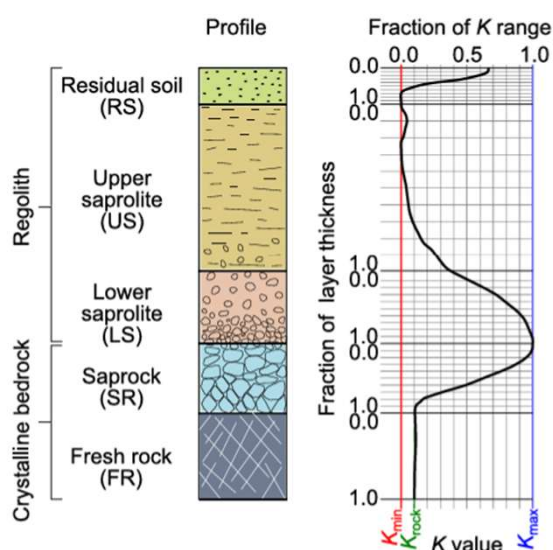 Profile
Fraction of K range
0.0 0.5 1.0
Regolith
Crystalline bedrock
Residual soil
(RS)
Upper
saprolite
(US)
Lower
saprolite
(LS)
Saprock
(SR)
Fresh rock
(FR)
Fraction of layer thickness
0.0
1.0
0.0
1.0
0.0
1.0
0.0
1.0
0.0
1.0
Kmin
Krock
K value
Kmax